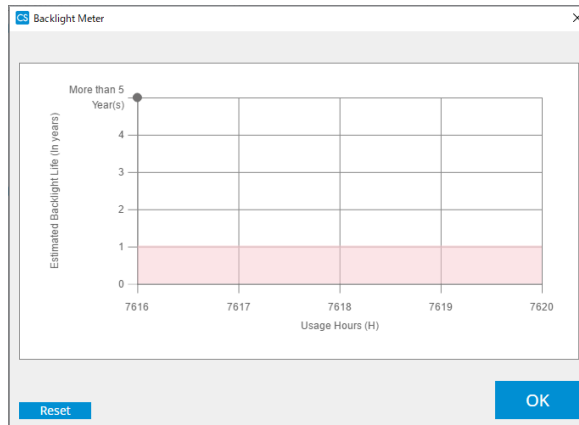 CS Backlight Meter
More than 5
Year(s)
4
3
2
1
0
Estimated Backlight Life (In years)
7616 7617 7618 7619 7620
Usage Hours (H)
Reset
OK